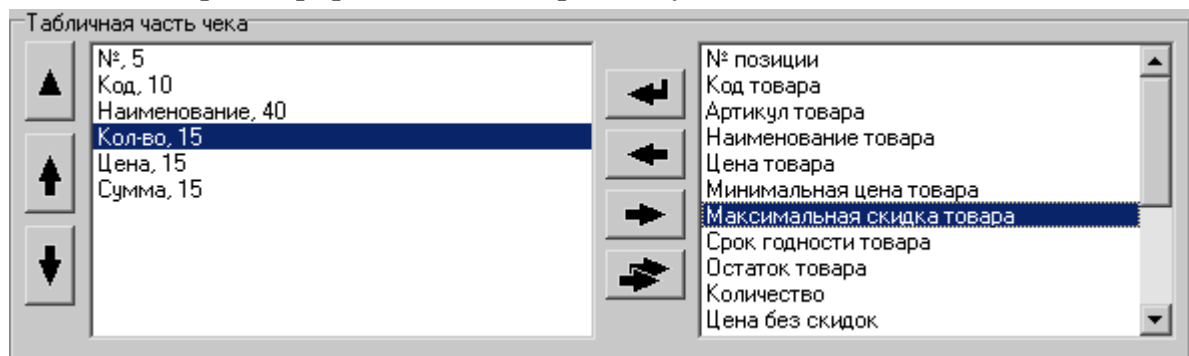 Табличная часть чека
№, 5
Код, 10
Наименование, 40
Кол-во, 15
Цена, 15
Сумма, 15
№ позиции
Код товара
Артикул товара
Наименование товара
Цена товара
Минимальная цена товара
Максимальная скидка товара
Срок годности товара
Остаток товара
Количество
Цена без скидок